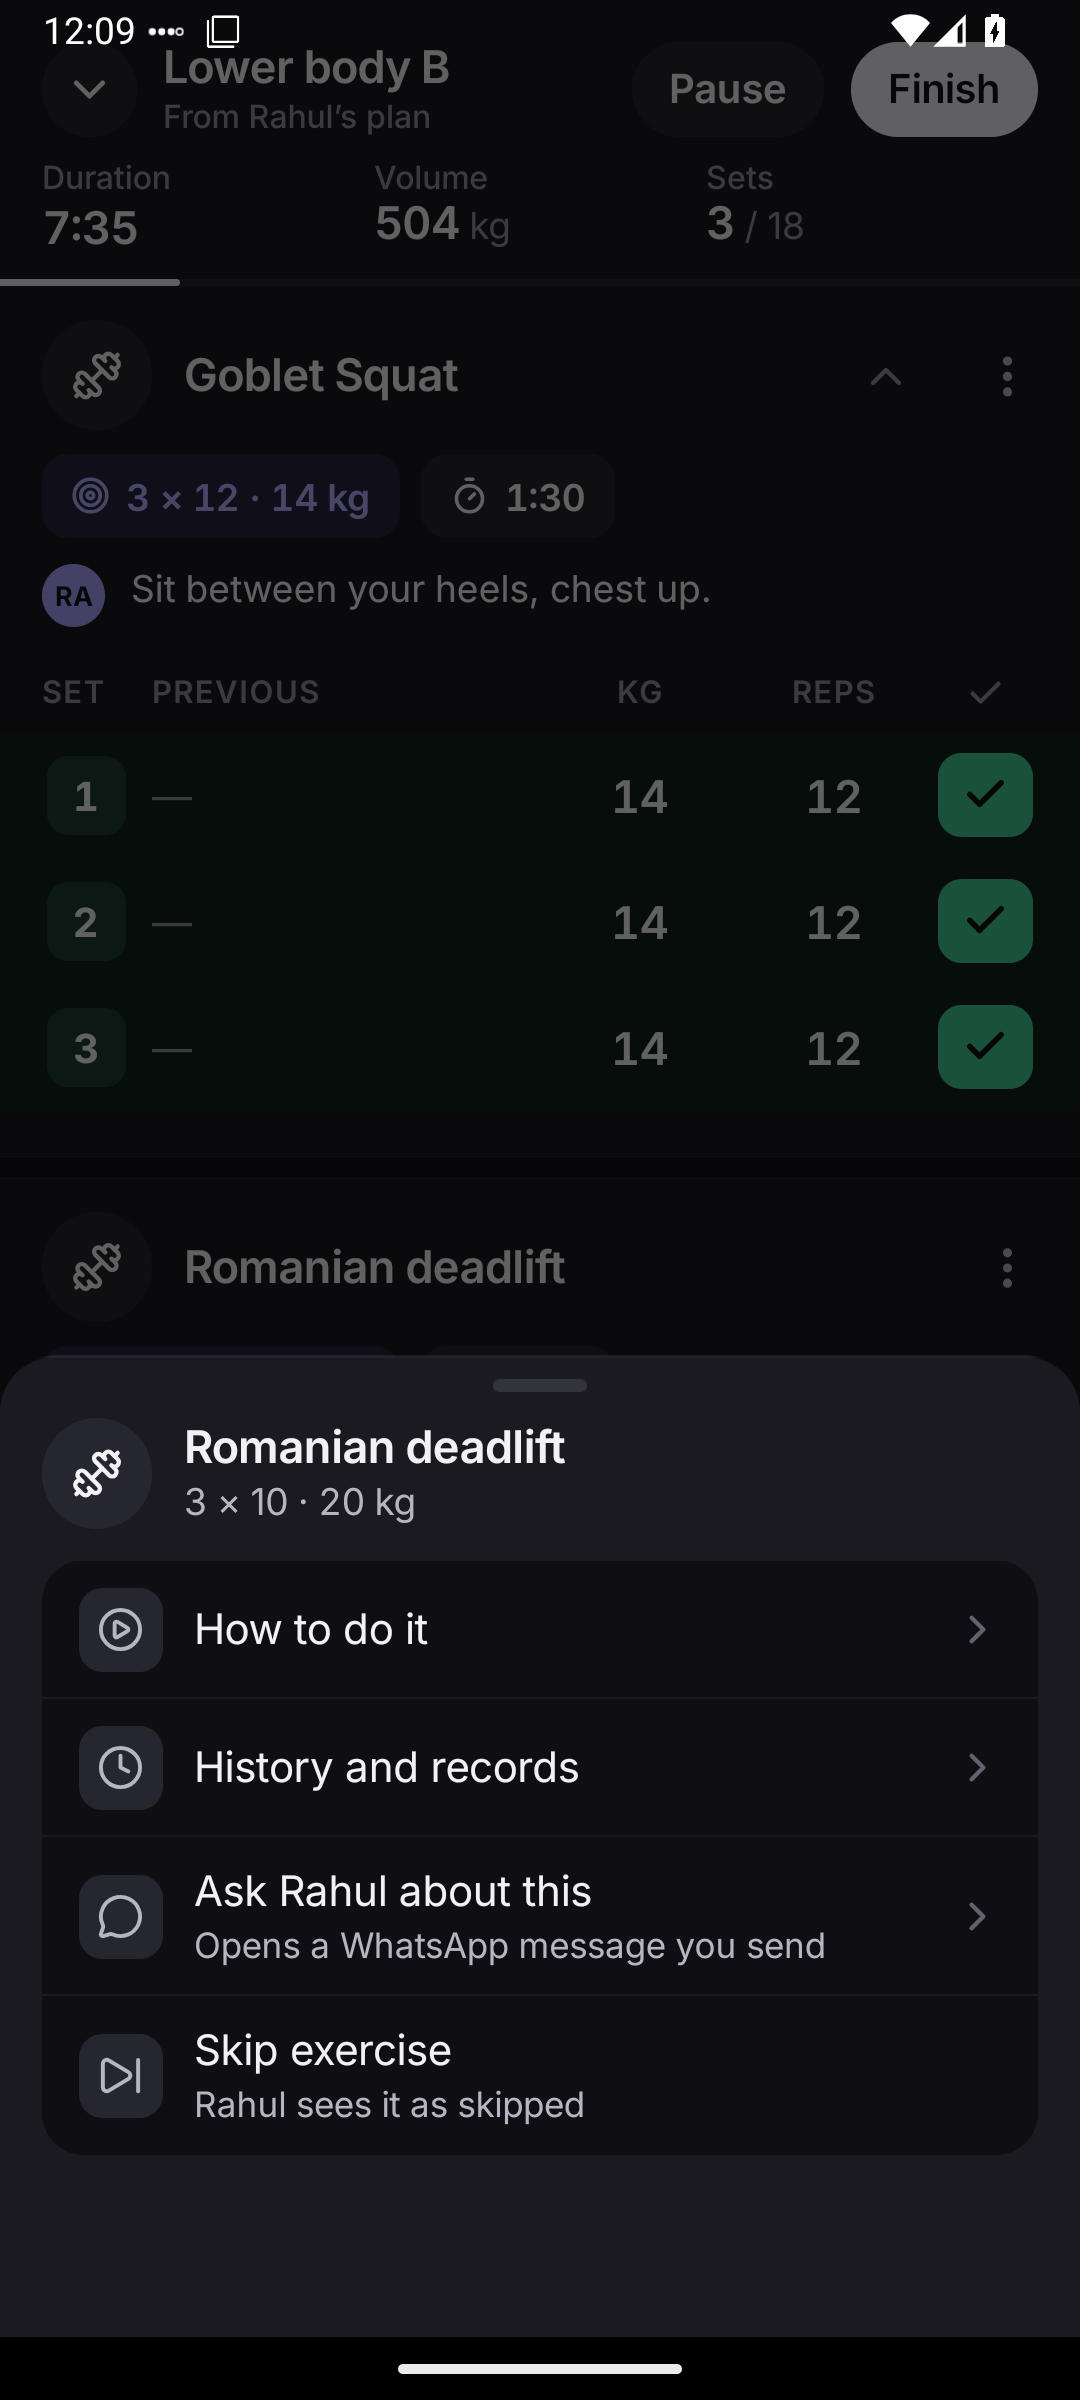 12:09
Lower body B
From Rahul’s plan
Pause
Finish
Duration
Volume
Sets
7:35
504 kg
3 / 18
Goblet Squat
3 × 12 · 14 kg
1:30
RA
Sit between your heels, chest up.
SET PREVIOUS KG REPS
1 — 14 12
2 — 14 12
3 — 14 12
Romanian deadlift
Romanian deadlift
3 × 10 · 20 kg
How to do it
History and records
Ask Rahul about this
Opens a WhatsApp message you send
Skip exercise
Rahul sees it as skipped